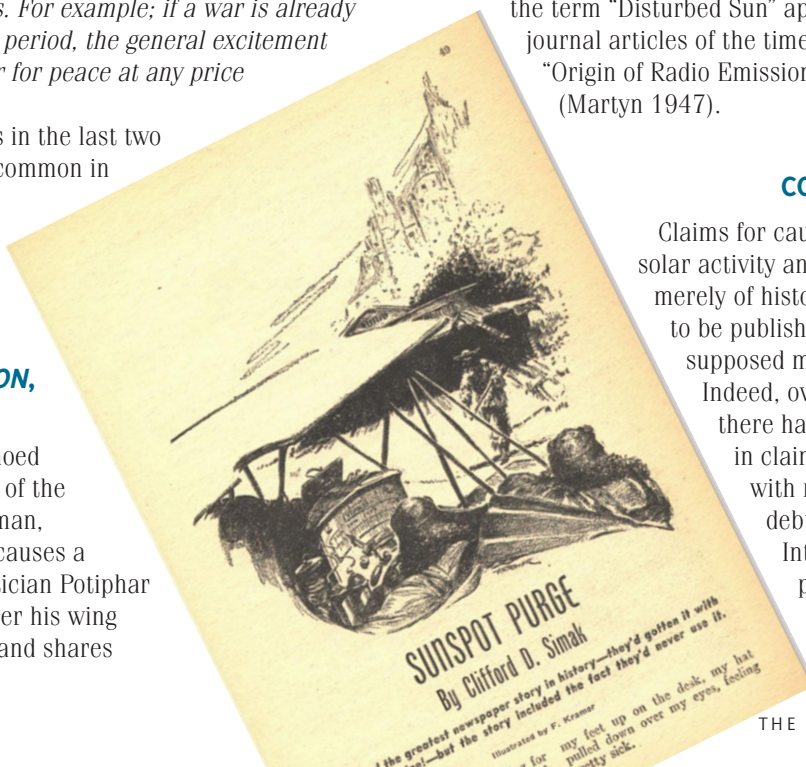 s. For example; if a war is already
period, the general excitement
r for peace at any price
s in the last two
common in
ON,
hoed
of the
man,
causes a
sician Potiphar
er his wing
and shares
49
SUNSPOT PURGE
By Clifford D. Simak
d the greatest newspaper story in history—they'd gotten it with
—but the story included the fact they'd never use it.
Illustrated by F. Kramer
for my feet up on the desk, my hat
pulled down over my eyes, feeling
etty sick.
the term “Disturbed Sun” ap
journal articles of the time
“Origin of Radio Emission
(Martyn 1947).
CO
Claims for cau
solar activity an
merely of histo
to be publish
supposed m
Indeed, ov
there ha
in claim
with r
deb
Int
p
THE